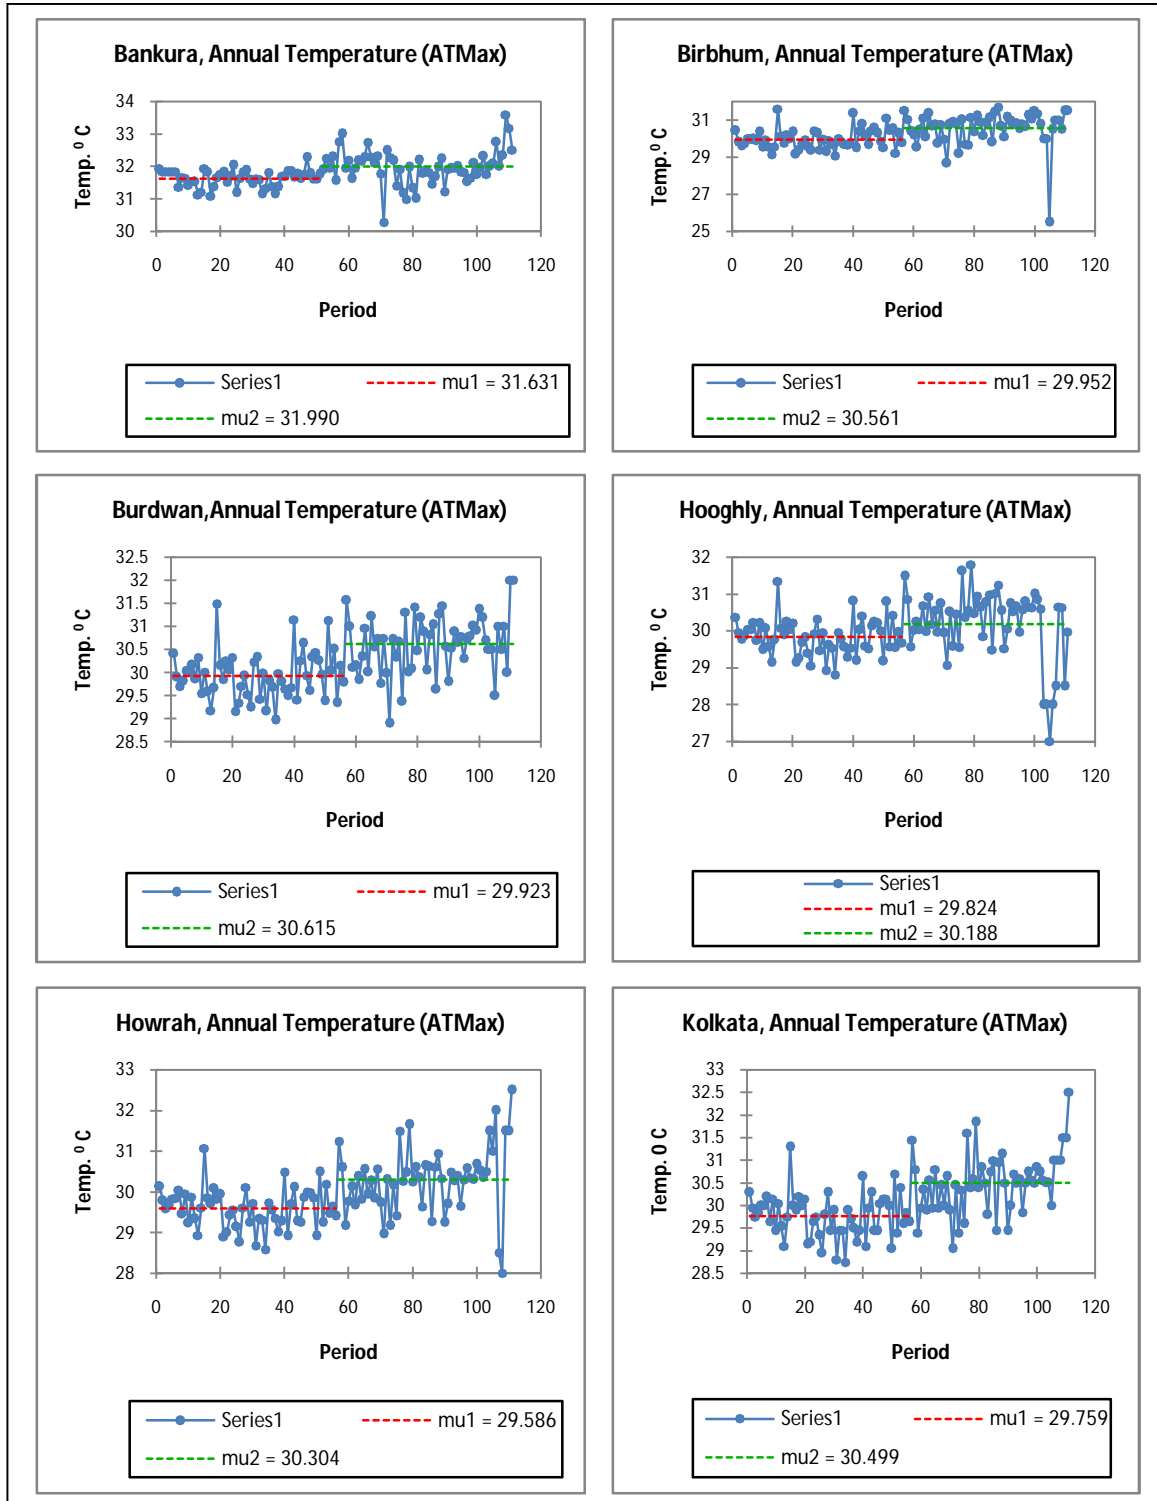 Bankura, Annual Temperature (ATMax)
Temp. ⁰ C
34
33
32
31
30
0 20 40 60 80 100 120
Period
Series1 mu1 = 31.631
mu2 = 31.990
Birbhum, Annual Temperature (ATMax)
Temp.⁰ C
31
29
27
25
0 20 40 60 80 100 120
Period
Series1 mu1 = 29.952
mu2 = 30.561
Burdwan,Annual Temperature (ATMax)
Temp. ⁰ C
32.5
32
31.5
31
30.5
30
29.5
29
28.5
0 20 40 60 80 100 120
Period
Series1 mu1 = 29.923
mu2 = 30.615
Hooghly, Annual Temperature (ATMax)
Temp. ⁰ C
32
31
30
29
28
27
0 20 40 60 80 100 120
Period
Series1
mu1 = 29.824
mu2 = 30.188
Howrah, Annual Temperature (ATMax)
Temp. ⁰ C
33
32
31
30
29
28
0 20 40 60 80 100 120
Period
Series1 mu1 = 29.586
mu2 = 30.304
Kolkata, Annual Temperature (ATMax)
Temp. 0 C
33
32.5
32
31.5
31
30.5
30
29.5
29
28.5
0 20 40 60 80 100 120
Period
Series1 mu1 = 29.759
mu2 = 30.499